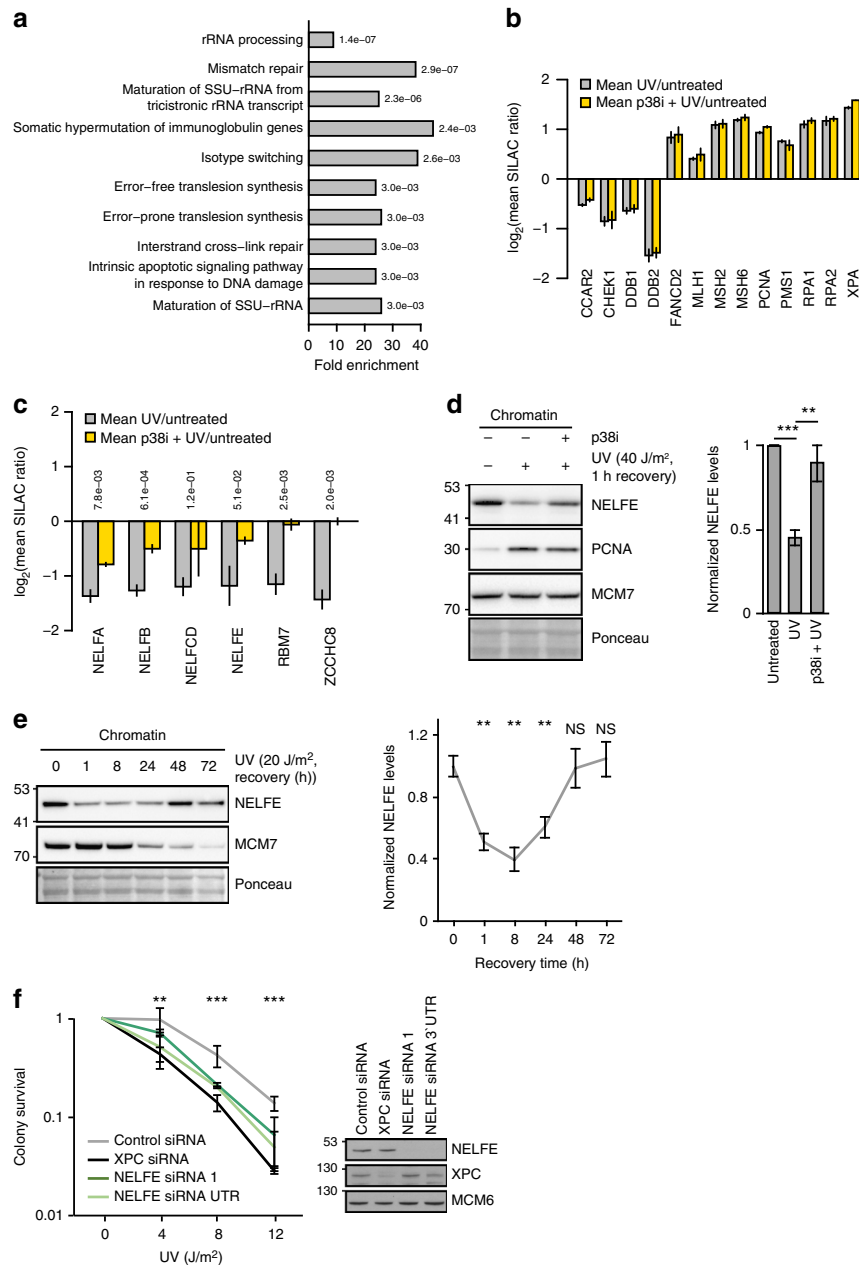 a
rRNA processing
1.4e−07
Mismatch repair
2.9e−07
Maturation of SSU−rRNA from
tricistronic rRNA transcript
2.3e−06
Somatic hypermutation of immunoglobulin genes
2.4e−03
Isotype switching
2.6e−03
Error−free translesion synthesis
3.0e−03
Error−prone translesion synthesis
3.0e−03
Interstrand cross−link repair
3.0e−03
Intrinsic apoptotic signaling pathway
in response to DNA damage
3.0e−03
Maturation of SSU−rRNA
3.0e−03
0 10 20 30 40
Fold enrichment
b
Mean UV/untreated
Mean p38i + UV/untreated
log2(mean SILAC ratio)
2
1
0
−1
−2
CCAR2
CHEK1
DDB1
DDB2
FANCD2
MLH1
MSH2
MSH6
PCNA
PMS1
RPA1
RPA2
XPA
c
Mean UV/untreated
Mean p38i + UV/untreated
log2(mean SILAC ratio)
2
1
0
−1
−2
7.8e−03
6.1e−04
1.2e−01
5.1e−02
2.5e−03
2.0e−03
NELFA
NELFB
NELFCD
NELFE
RBM7
ZCCHC8
d
Chromatin
− − + p38i
− + + UV (40 J/m², 1 h recovery)
53
41
NELFE
30
PCNA
70
MCM7
Ponceau
Normalized NELFE levels
1
0.5
0
***
**
Untreated
UV
p38i + UV
e
Chromatin
0 1 8 24 48 72
UV (20 J/m², recovery (h))
53
41
NELFE
70
MCM7
Ponceau
Normalized NELFE levels
1.2
0.8
0.4
0
** ** ** NS NS
0 1 8 24 48 72
Recovery time (h)
f
Colony survival
1
0.1
0.01
** *** ***
Control siRNA
XPC siRNA
NELFE siRNA 1
NELFE siRNA UTR
0 4 8 12
UV (J/m²)
Control siRNA
XPC siRNA
NELFE siRNA 1
NELFE siRNA 3`UTR
53
NELFE
130
XPC
130
MCM6